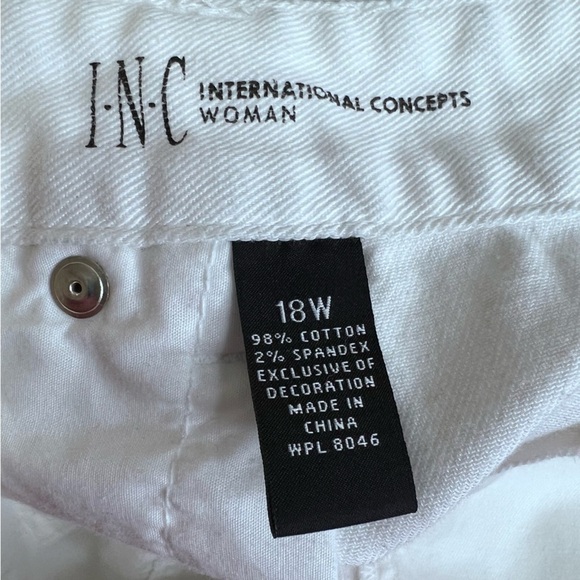 I·N·C INTERNATIONAL CONCEPTS
WOMAN
18W
98% COTTON
2% SPANDEX
EXCLUSIVE OF
DECORATION
MADE IN
CHINA
WPL 8046